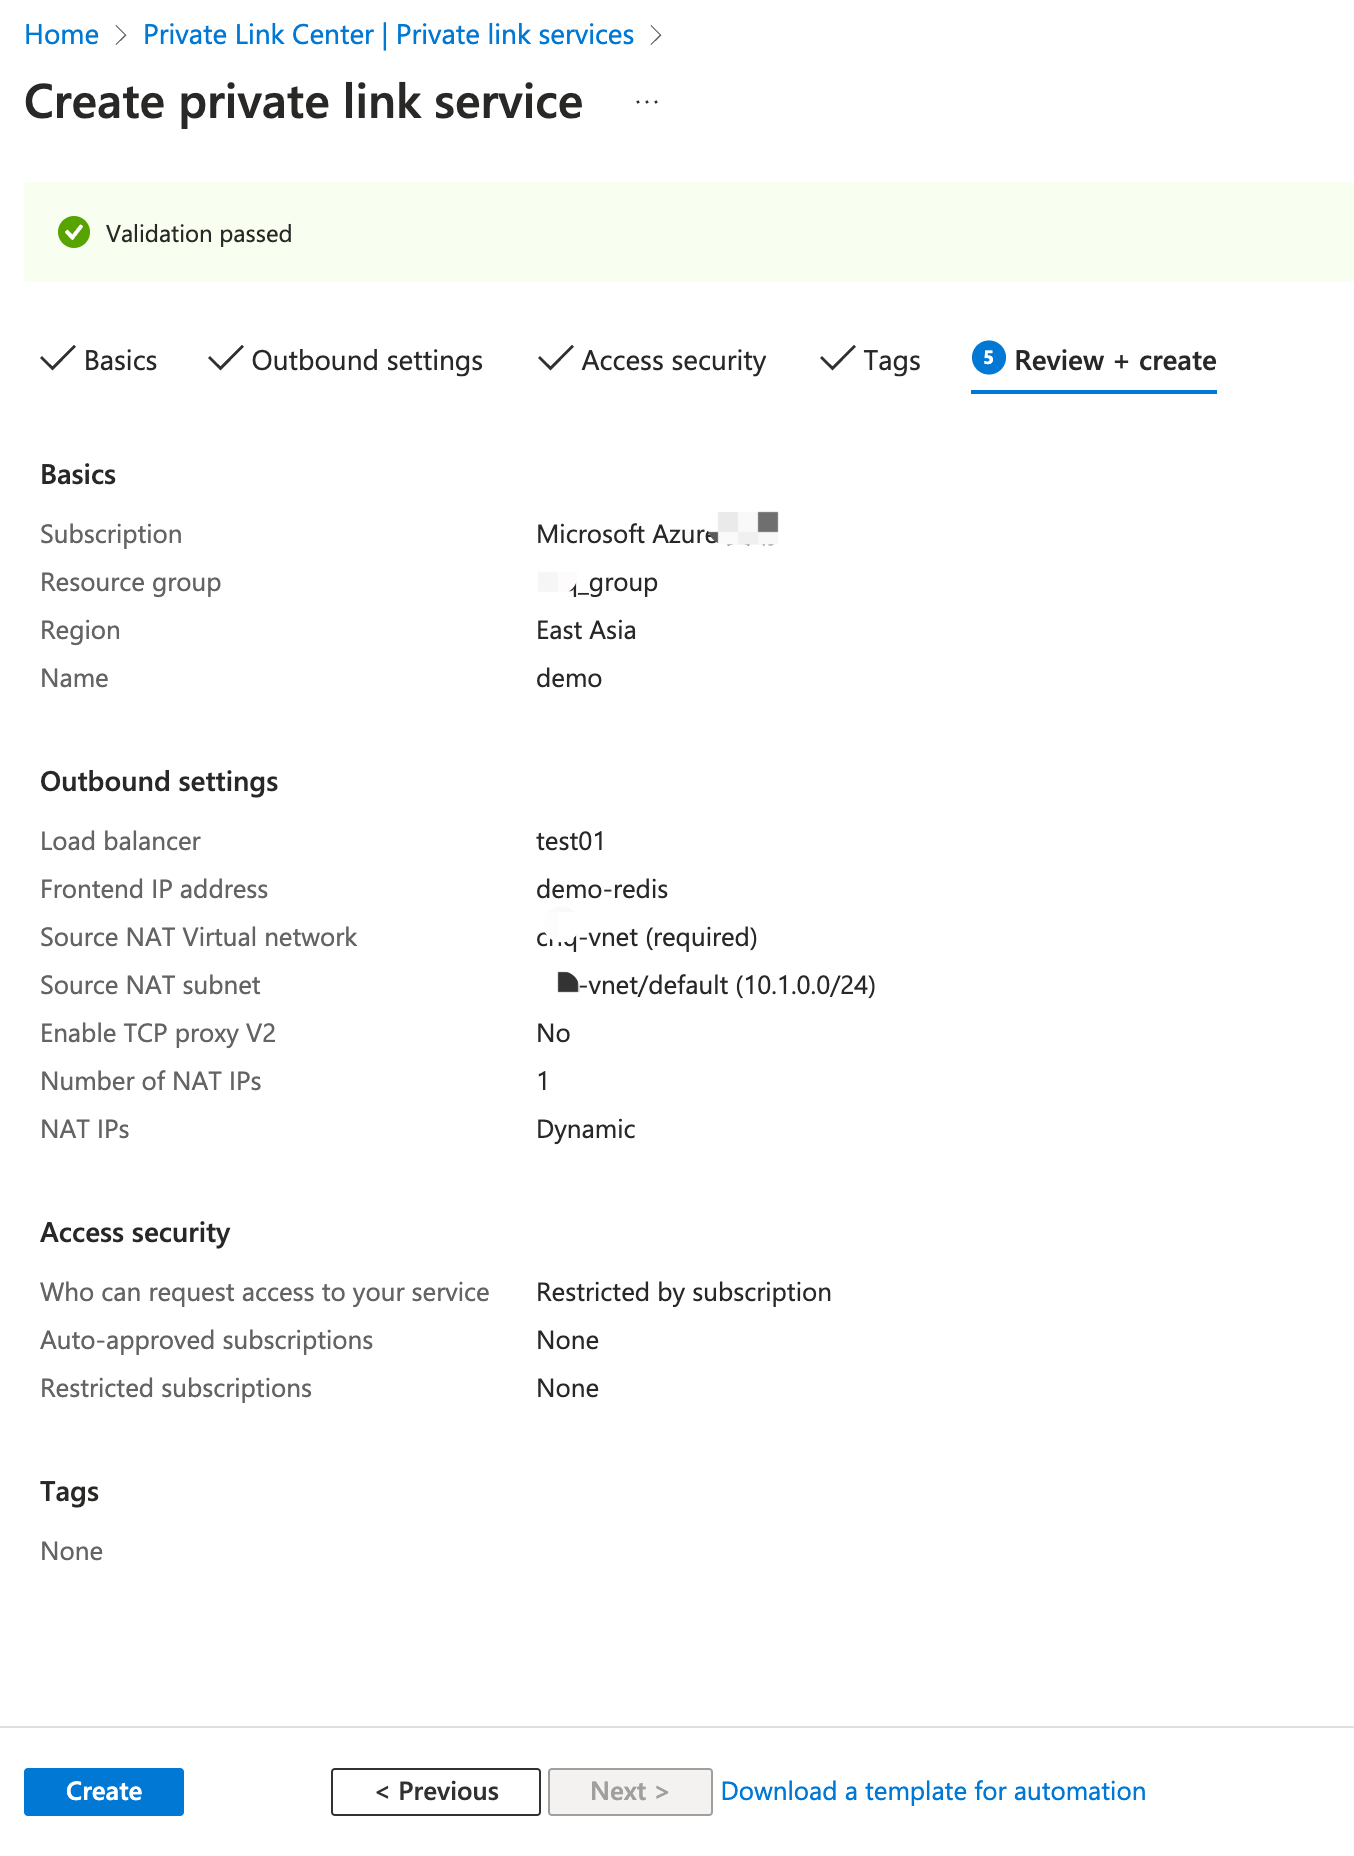 Home > Private Link Center | Private link services >
Create private link service ...
Validation passed
Basics Outbound settings Access security Tags 5 Review + create
Basics
Subscription Microsoft Azure
Resource group _group
Region East Asia
Name demo
Outbound settings
Load balancer test01
Frontend IP address demo-redis
Source NAT Virtual network -vnet (required)
Source NAT subnet -vnet/default (10.1.0.0/24)
Enable TCP proxy V2 No
Number of NAT IPs 1
NAT IPs Dynamic
Access security
Who can request access to your service Restricted by subscription
Auto-approved subscriptions None
Restricted subscriptions None
Tags
None
Create < Previous Next > Download a template for automation